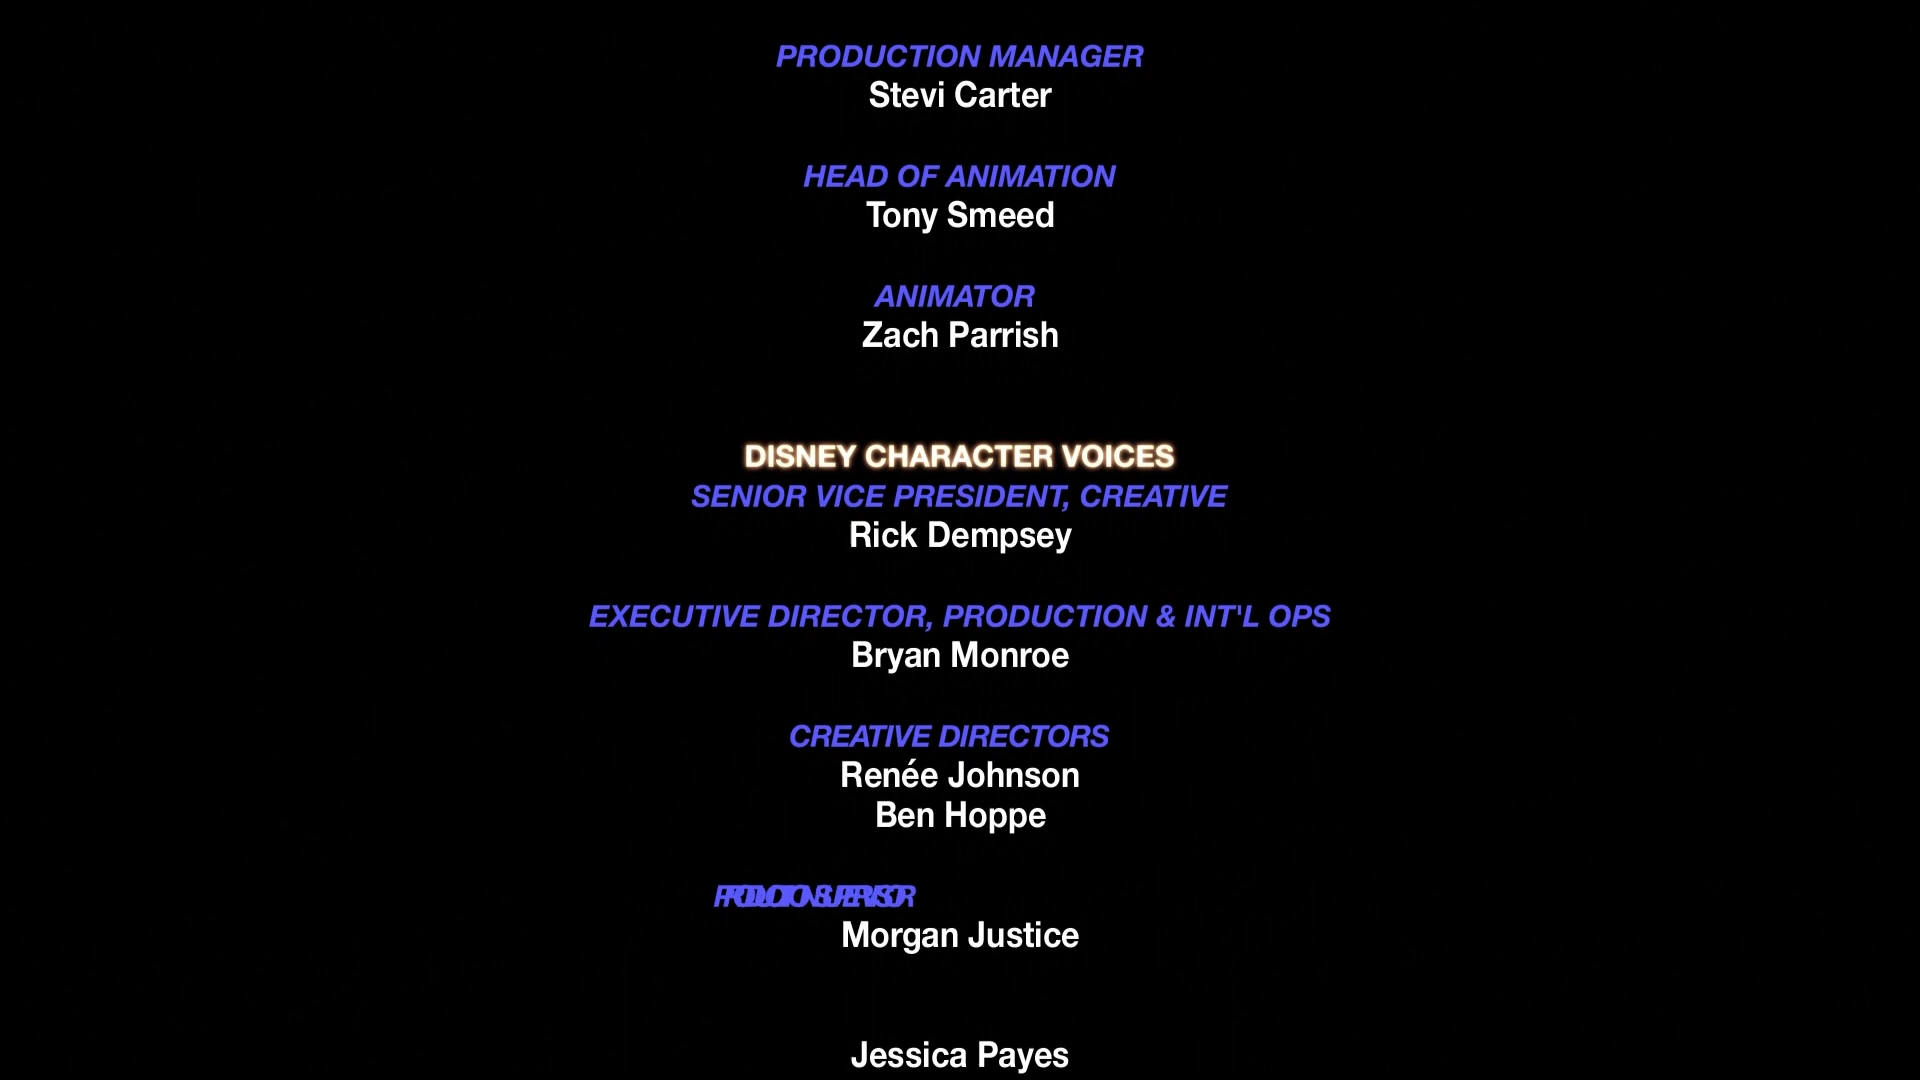 PRODUCTION MANAGER
Stevi Carter
HEAD OF ANIMATION
Tony Smeed
ANIMATOR
Zach Parrish
DISNEY CHARACTER VOICES
SENIOR VICE PRESIDENT, CREATIVE
Rick Dempsey
EXECUTIVE DIRECTOR, PRODUCTION & INT'L OPS
Bryan Monroe
CREATIVE DIRECTORS
Renée Johnson
Ben Hoppe
Morgan Justice
Jessica Payes